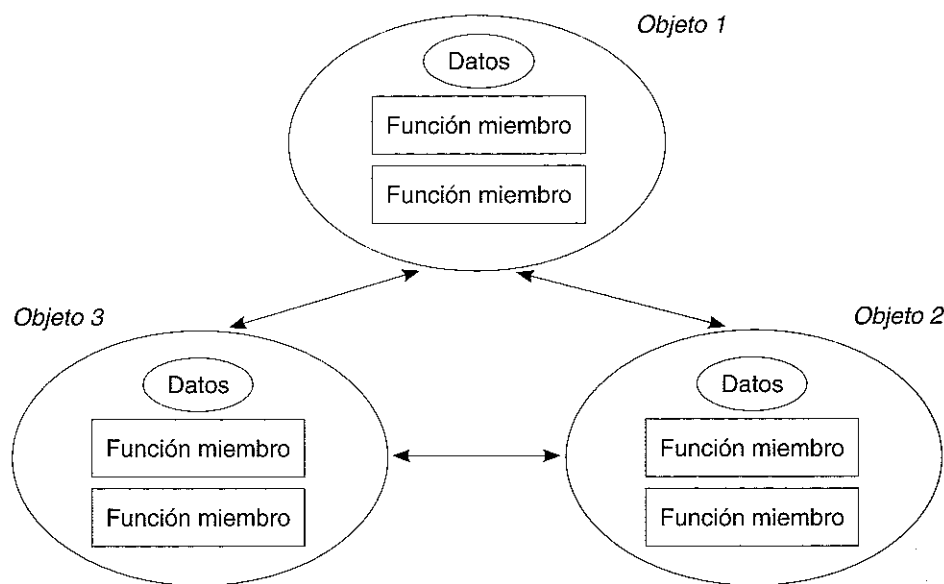 Objeto 1
Datos
Función miembro
Función miembro
Objeto 3
Datos
Función miembro
Función miembro
Objeto 2
Datos
Función miembro
Función miembro